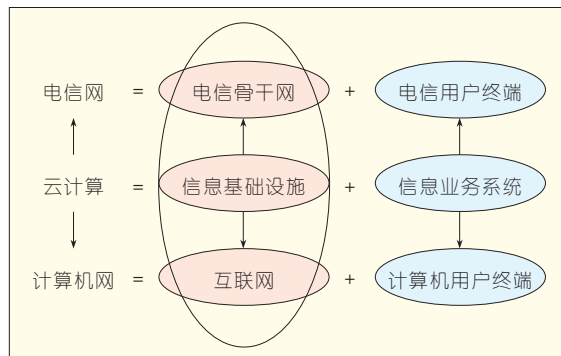 电信网 = 电信骨干网 + 电信用户终端
云计算 = 信息基础设施 + 信息业务系统
计算机网 = 互联网 + 计算机用户终端